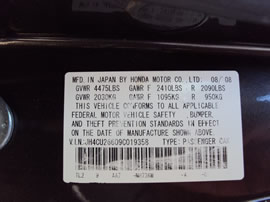 MFD. IN JAPAN BY HONDA MOTOR CO., LTD. 08/08
GVWR 4475LBS GAWR F 2410LBS R 2090LBS
GVWR 2030KG GAWR F 1095KG R 950KG
THIS VEHICLE CONFORMS TO ALL APPLICABLE
FEDERAL MOTOR VEHICLE SAFETY, BUMPER,
AND THEFT PREVENTION STANDARDS IN EFFECT
ON THE DATE OF MANUFACTURE SHOWN ABOVE.
V.I.N: JH4CU26609C019358 TYPE: PASSENGER CAR